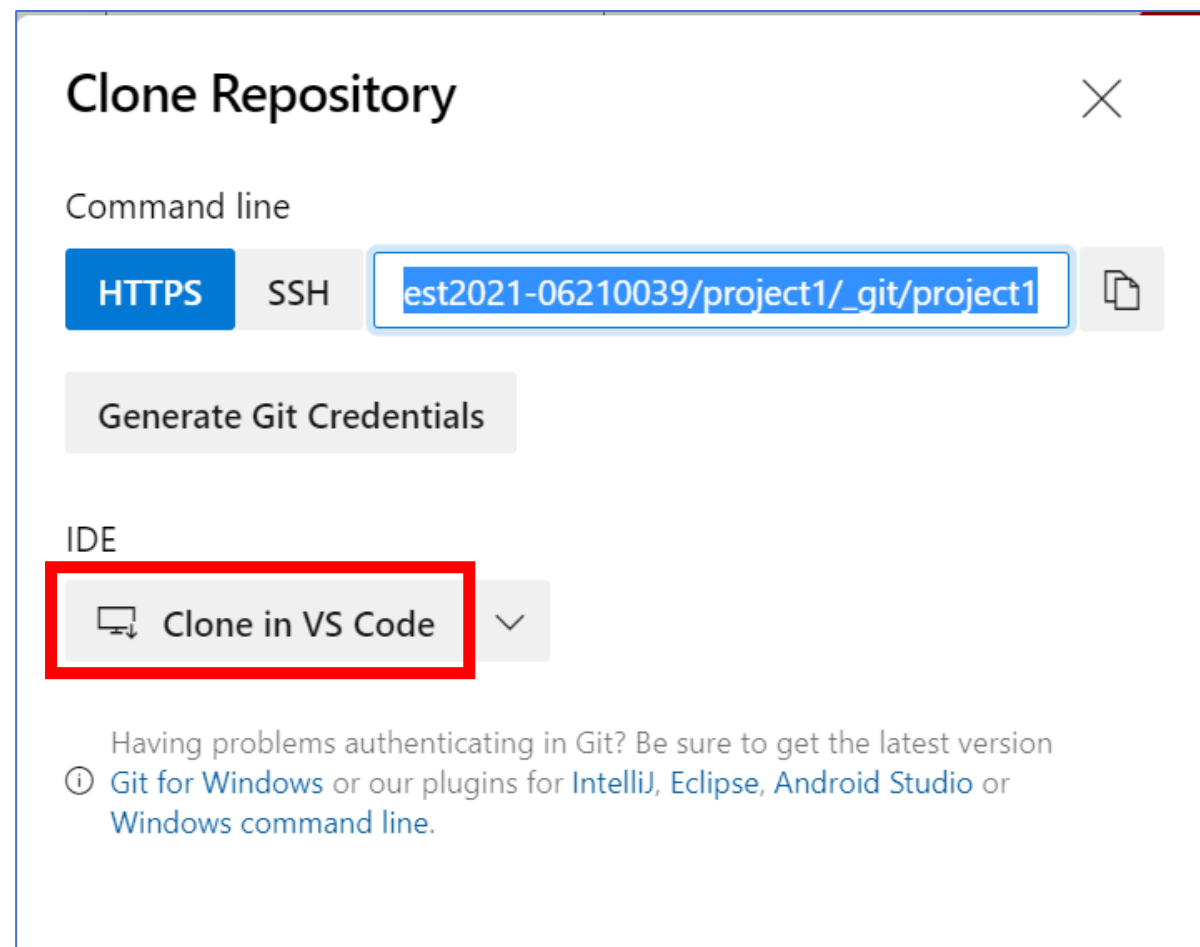 Clone Repository
Command line
HTTPS
SSH
est2021-06210039/project1/_git/project1
Generate Git Credentials
IDE
Clone in VS Code
Having problems authenticating in Git? Be sure to get the latest version
Git for Windows or our plugins for IntelliJ, Eclipse, Android Studio or
Windows command line.